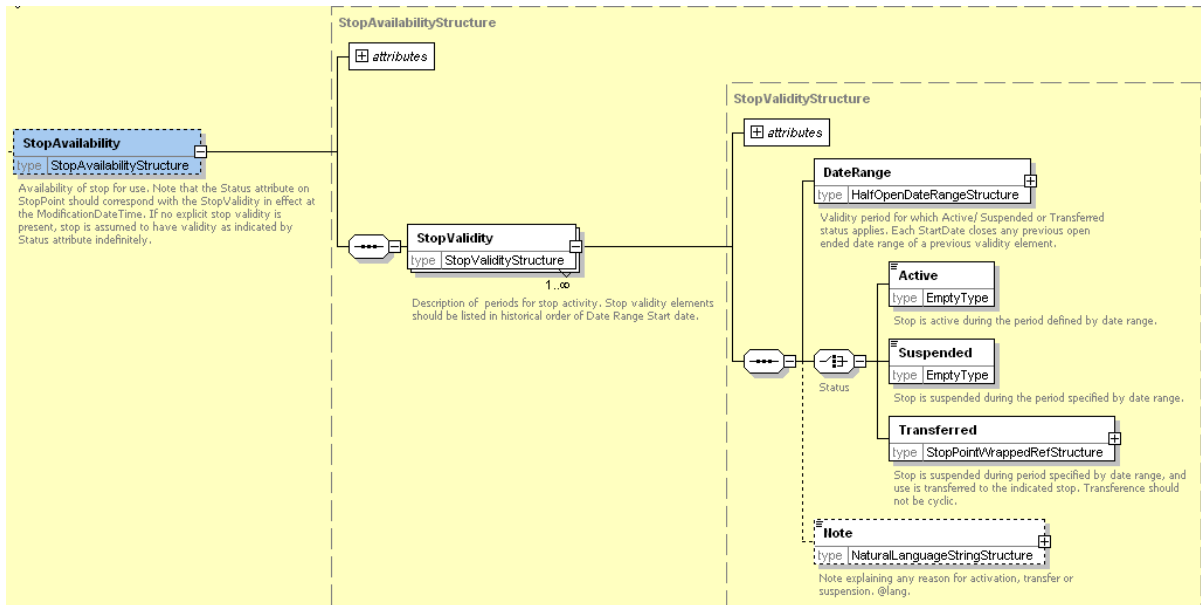 StopAvailabilityStructure
attributes
StopValidityStructure
attributes
StopAvailability
type StopAvailabilityStructure
Availability of stop for use. Note that the Status attribute on
StopPoint should correspond with the StopValidity in effect at
the ModificationDateTime. If no explicit stop validity is
present, stop is assumed to have validity as indicated by
Status attribute indefinitely.
DateRange
type HalfOpenDateRangeStructure
Validity period for which Active/ Suspended or Transferred
status applies. Each StartDate closes any previous open
ended date range of a previous validity element.
StopValidity
type StopValidityStructure
1..∞
Description of periods for stop activity. Stop validity elements
should be listed in historical order of Date Range Start date.
Active
type EmptyType
Stop is active during the period defined by date range.
Status
Suspended
type EmptyType
Stop is suspended during the period specified by date range.
Transferred
type StopPointWrappedRefStructure
Stop is suspended during period specified by date range, and
use is transferred to the indicated stop. Transference should
not be cyclic.
Note
type NaturalLanguageStringStructure
Note explaining any reason for activation, transfer or
suspension. @lang.